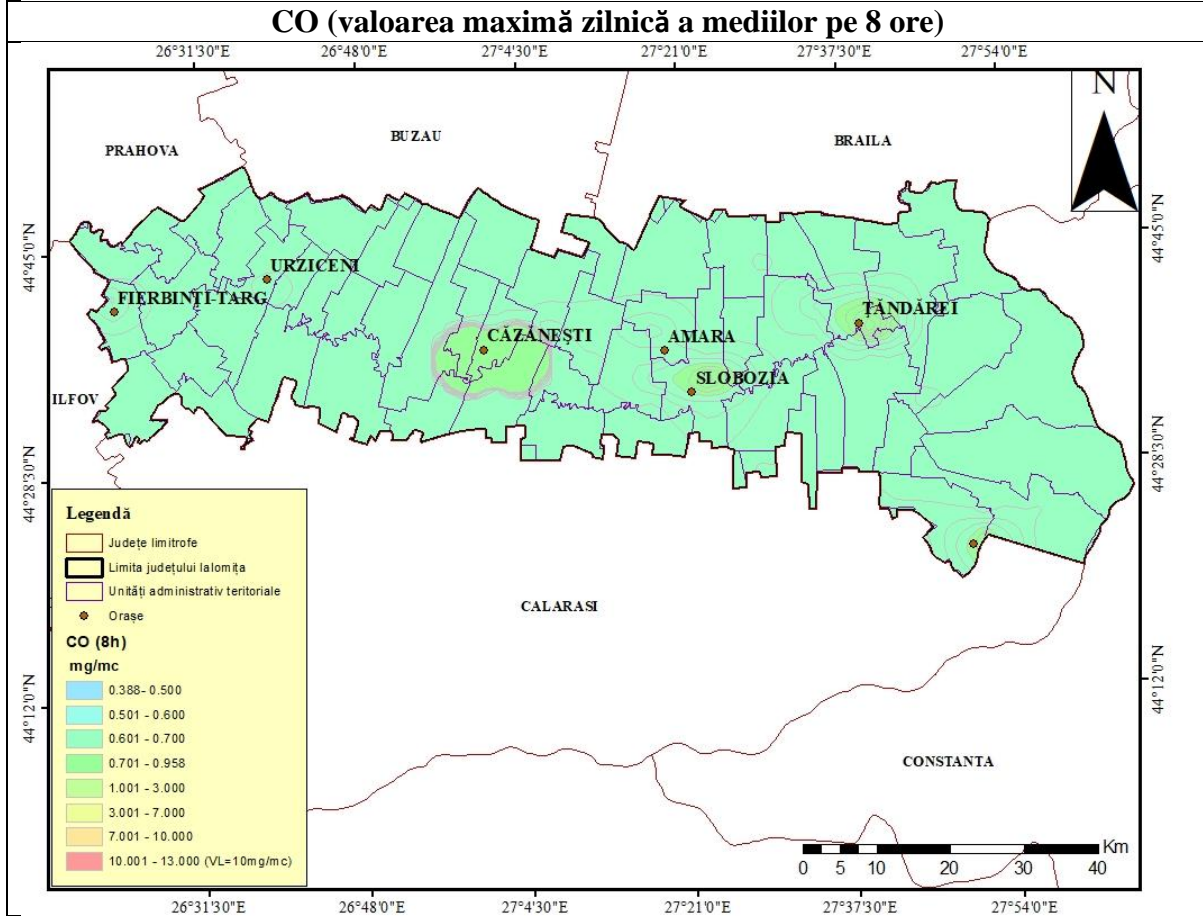 CO (valoarea maximă zilnică a mediilor pe 8 ore)
26°31'30"E 26°48'0"E 27°4'30"E 27°21'0"E 27°37'30"E 27°54'0"E
N
BUZAU
BRAILA
PRAHOVA
44°45'0"N
44°45'0"N
URZICENI
FIERBINȚI-TARG
ȚĂNDĂREI
CĂZĂNEȘTI
AMARA
SLOBOZIA
ILFOV
44°28'30"N
44°28'30"N
Legendă
Județe limitrofe
Limita județului Ialomița
Unități administrativ teritoriale
Orașe
CO (8h)
mg/mc
0.388- 0.500
0.501 - 0.600
0.601 - 0.700
0.701 - 0.958
1.001 - 3.000
3.001 - 7.000
7.001 - 10.000
10.001 - 13.000 (VL=10mg/mc)
CALARASI
44°12'0"N
44°12'0"N
CONSTANTA
Km
0 5 10 20 30 40
26°31'30"E 26°48'0"E 27°4'30"E 27°21'0"E 27°37'30"E 27°54'0"E